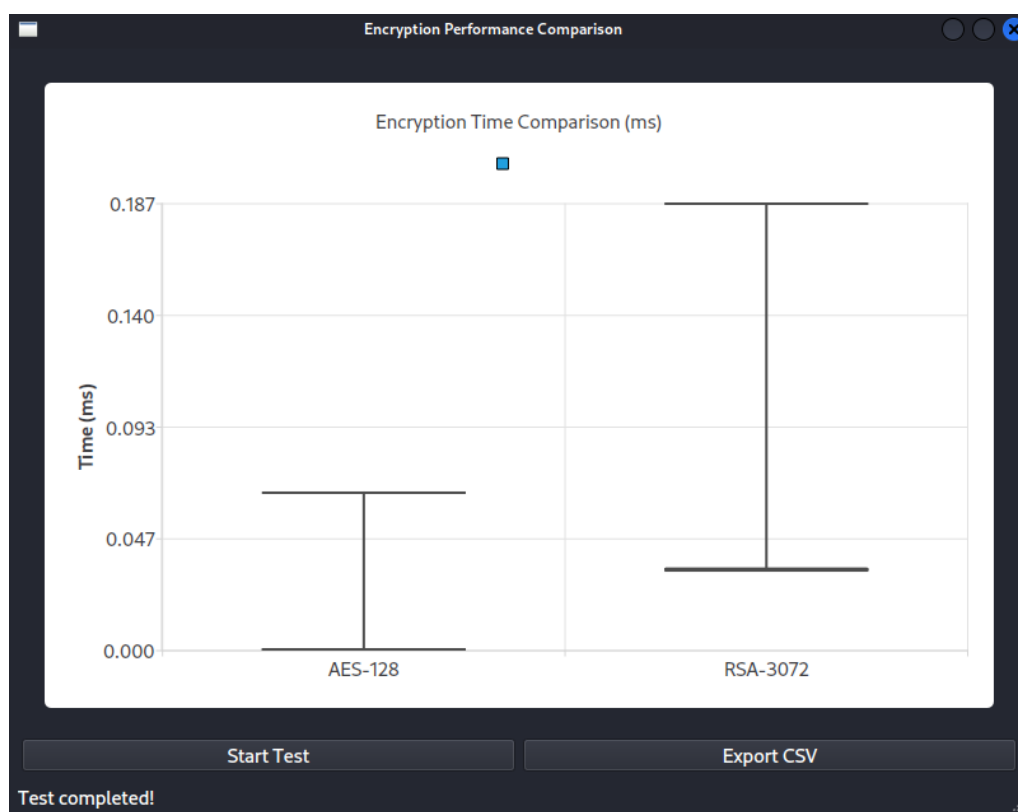 Encryption Performance Comparison
Encryption Time Comparison (ms)
0.187
0.140
0.093
0.047
0.000
Time (ms)
AES-128
RSA-3072
Start Test
Export CSV
Test completed!